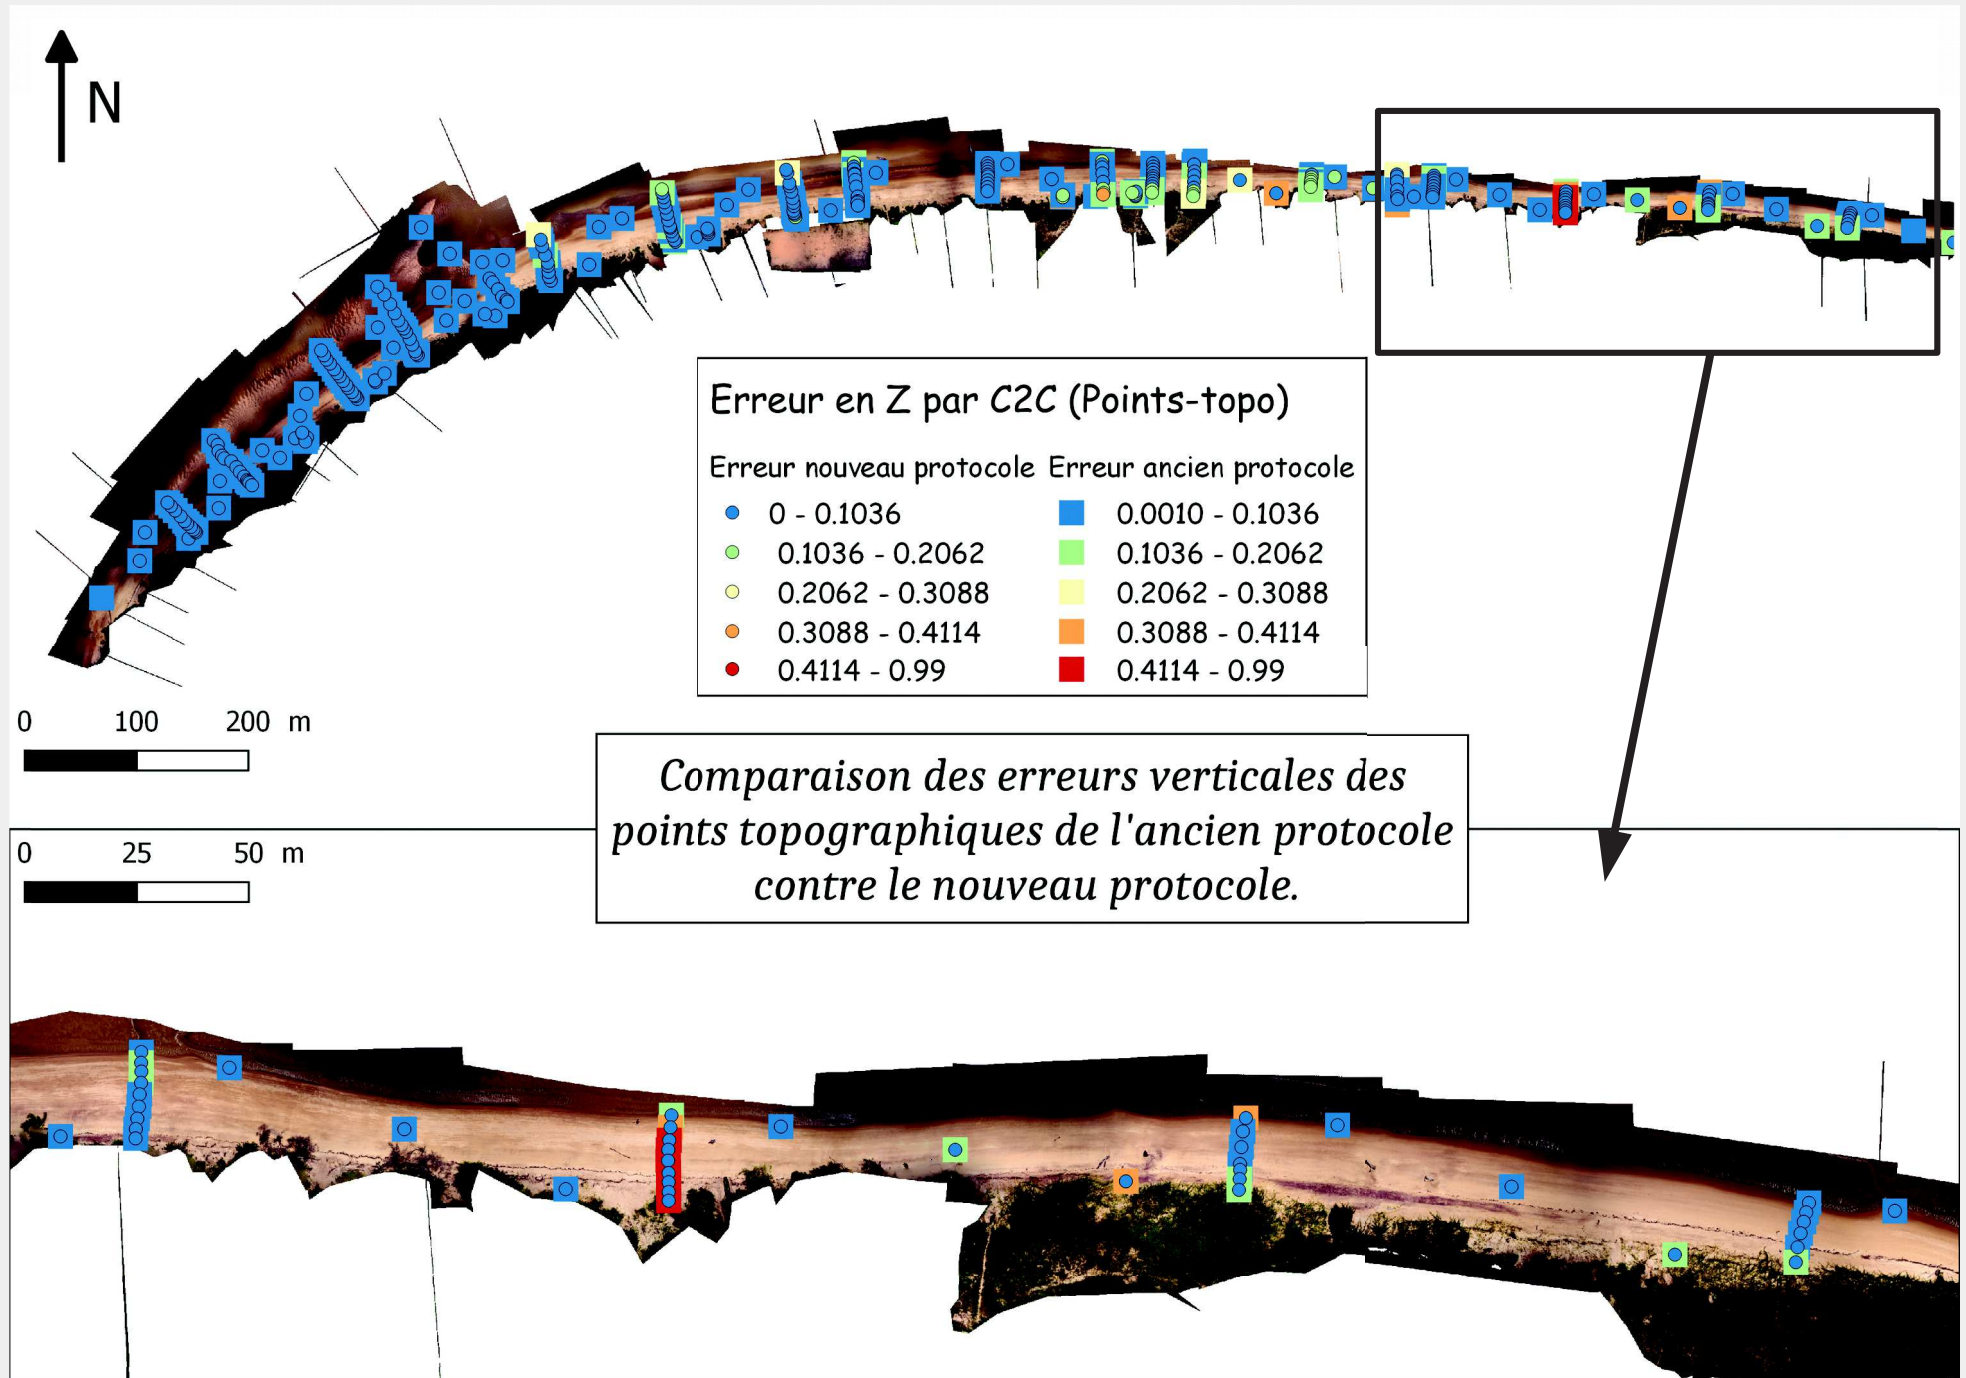 N
Erreur en Z par C2C (Points-topo)
Erreur nouveau protocole Erreur ancien protocole
0 - 0.1036 0.0010 - 0.1036
0.1036 - 0.2062 0.1036 - 0.2062
0.2062 - 0.3088 0.2062 - 0.3088
0.3088 - 0.4114 0.3088 - 0.4114
0.4114 - 0.99 0.4114 - 0.99
0 100 200 m
Comparaison des erreurs verticales des
points topographiques de l'ancien protocole
contre le nouveau protocole.
0 25 50 m